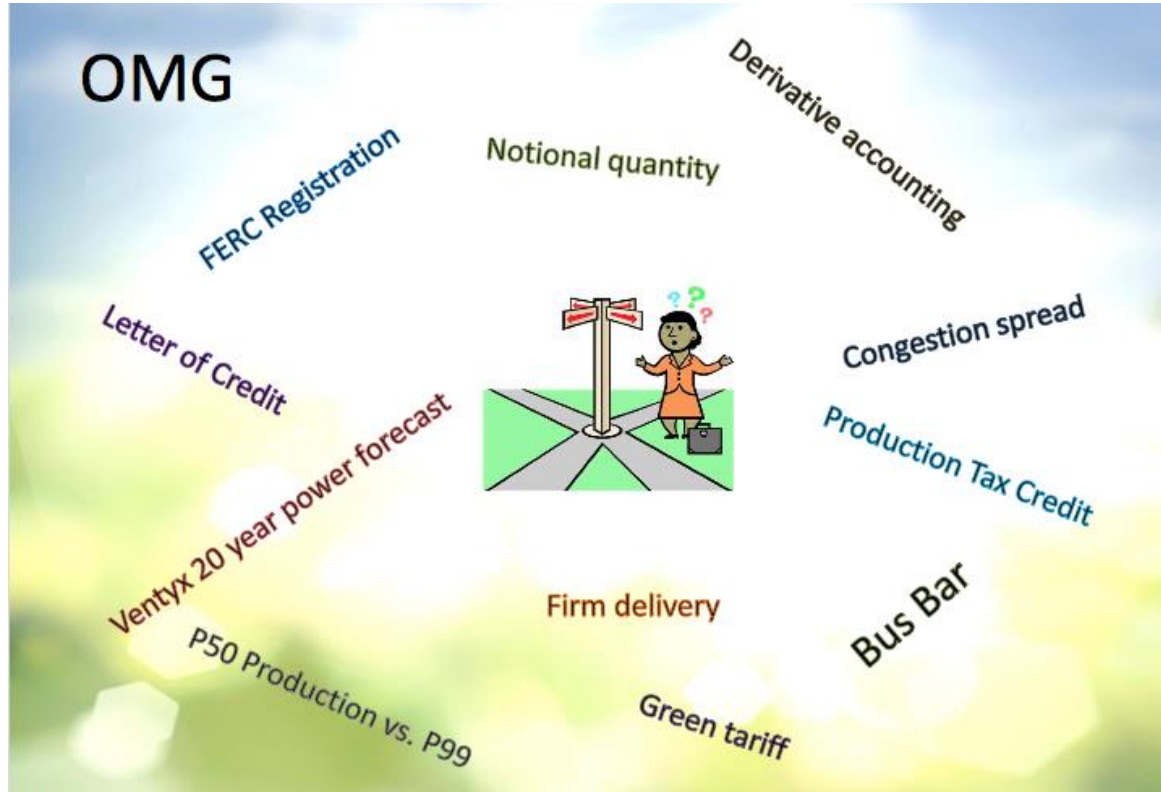 OMG
Derivative accounting
Notional quantity
FERC Registration
Letter of Credit
? ? ?
Congestion spread
Ventyx 20 year power forecast
Production Tax Credit
Firm delivery
Bus Bar
P50 Production vs. P99
Green tariff